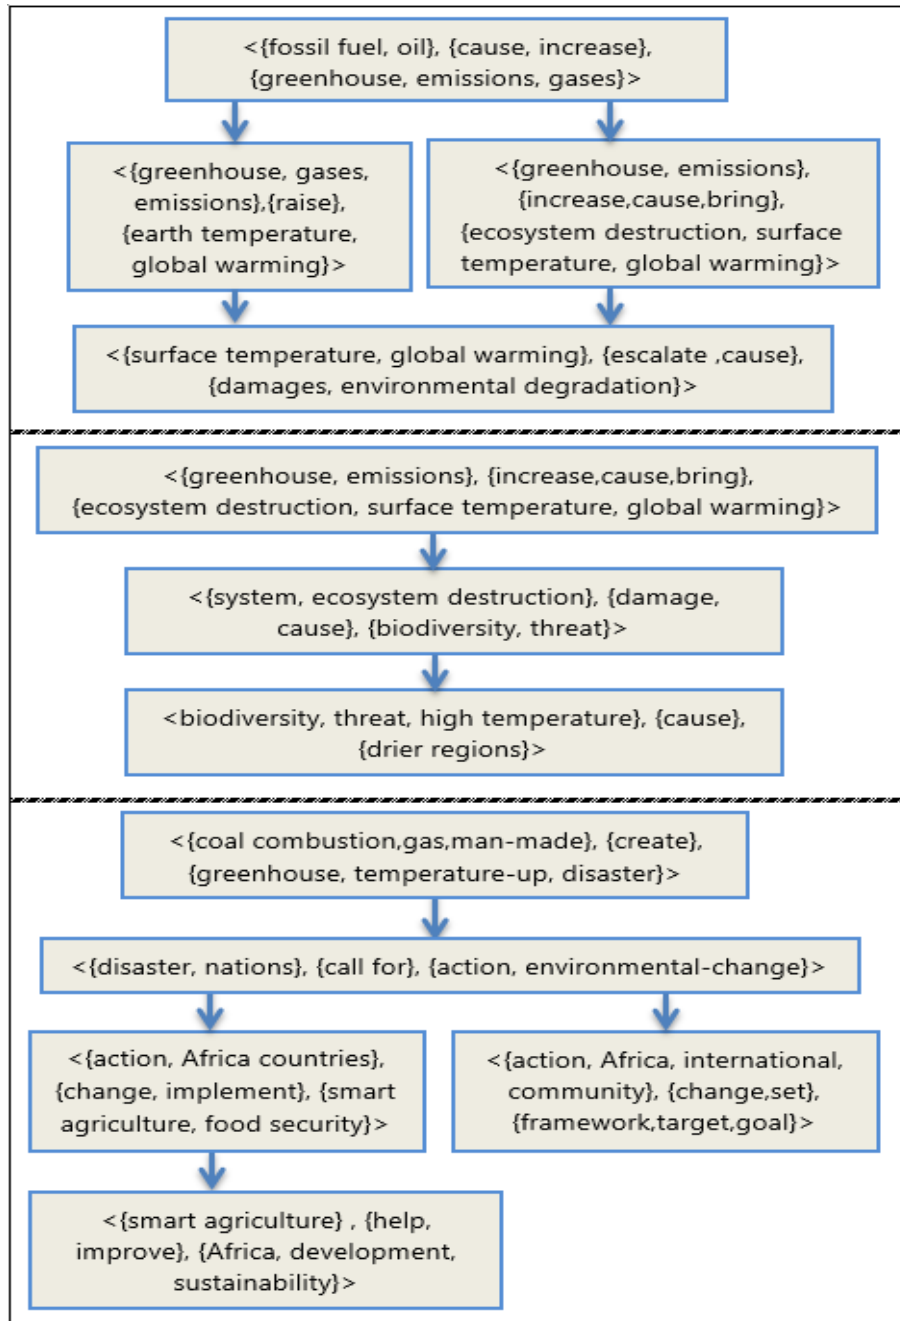 <{fossil fuel, oil}, {cause, increase},
{greenhouse, emissions, gases}>
<{greenhouse, gases,
emissions},{raise},
{earth temperature,
global warming}>
<{greenhouse, emissions},
{increase,cause,bring},
{ecosystem destruction, surface
temperature, global warming}>
<{surface temperature, global warming}, {escalate ,cause},
{damages, environmental degradation}>
<{greenhouse, emissions}, {increase,cause,bring},
{ecosystem destruction, surface temperature, global warming}>
<{system, ecosystem destruction}, {damage,
cause}, {biodiversity, threat}>
<biodiversity, threat, high temperature}, {cause},
{drier regions}>
<{coal combustion,gas,man-made}, {create},
{greenhouse, temperature-up, disaster}>
<{disaster, nations}, {call for}, {action, environmental-change}>
<{action, Africa countries},
{change, implement}, {smart
agriculture, food security}>
<{action, Africa, international,
community}, {change,set},
{framework,target,goal}>
<{smart agriculture} , {help,
improve}, {Africa, development,
sustainability}>